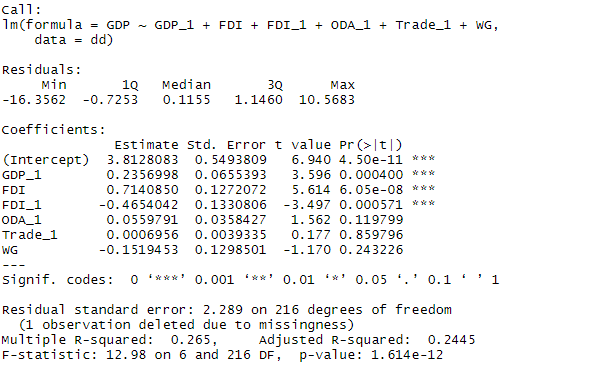 Call:
lm(formula = GDP ~ GDP_1 + FDI + FDI_1 + ODA_1 + Trade_1 + WG,
    data = dd)
Residuals:
     Min       1Q   Median       3Q      Max
-16.3562  -0.7253   0.1155   1.1460  10.5683
Coefficients:
              Estimate Std. Error t value Pr(>|t|)
(Intercept)  3.8128083  0.5493809   6.940 4.50e-11 ***
GDP_1        0.2356998  0.0655393   3.596 0.000400 ***
FDI          0.7140850  0.1272072   5.614 6.05e-08 ***
FDI_1       -0.4654042  0.1330806  -3.497 0.000571 ***
ODA_1        0.0559791  0.0358427   1.562 0.119799
Trade_1      0.0006956  0.0039335   0.177 0.859796
WG          -0.1519453  0.1298501  -1.170 0.243226
---
Signif. codes:  0 ‘***’ 0.001 ‘**’ 0.01 ‘*’ 0.05 ‘.’ 0.1 ‘ ’ 1
Residual standard error: 2.289 on 216 degrees of freedom
  (1 observation deleted due to missingness)
Multiple R-squared:  0.265,     Adjusted R-squared:  0.2445
F-statistic: 12.98 on 6 and 216 DF,  p-value: 1.614e-12